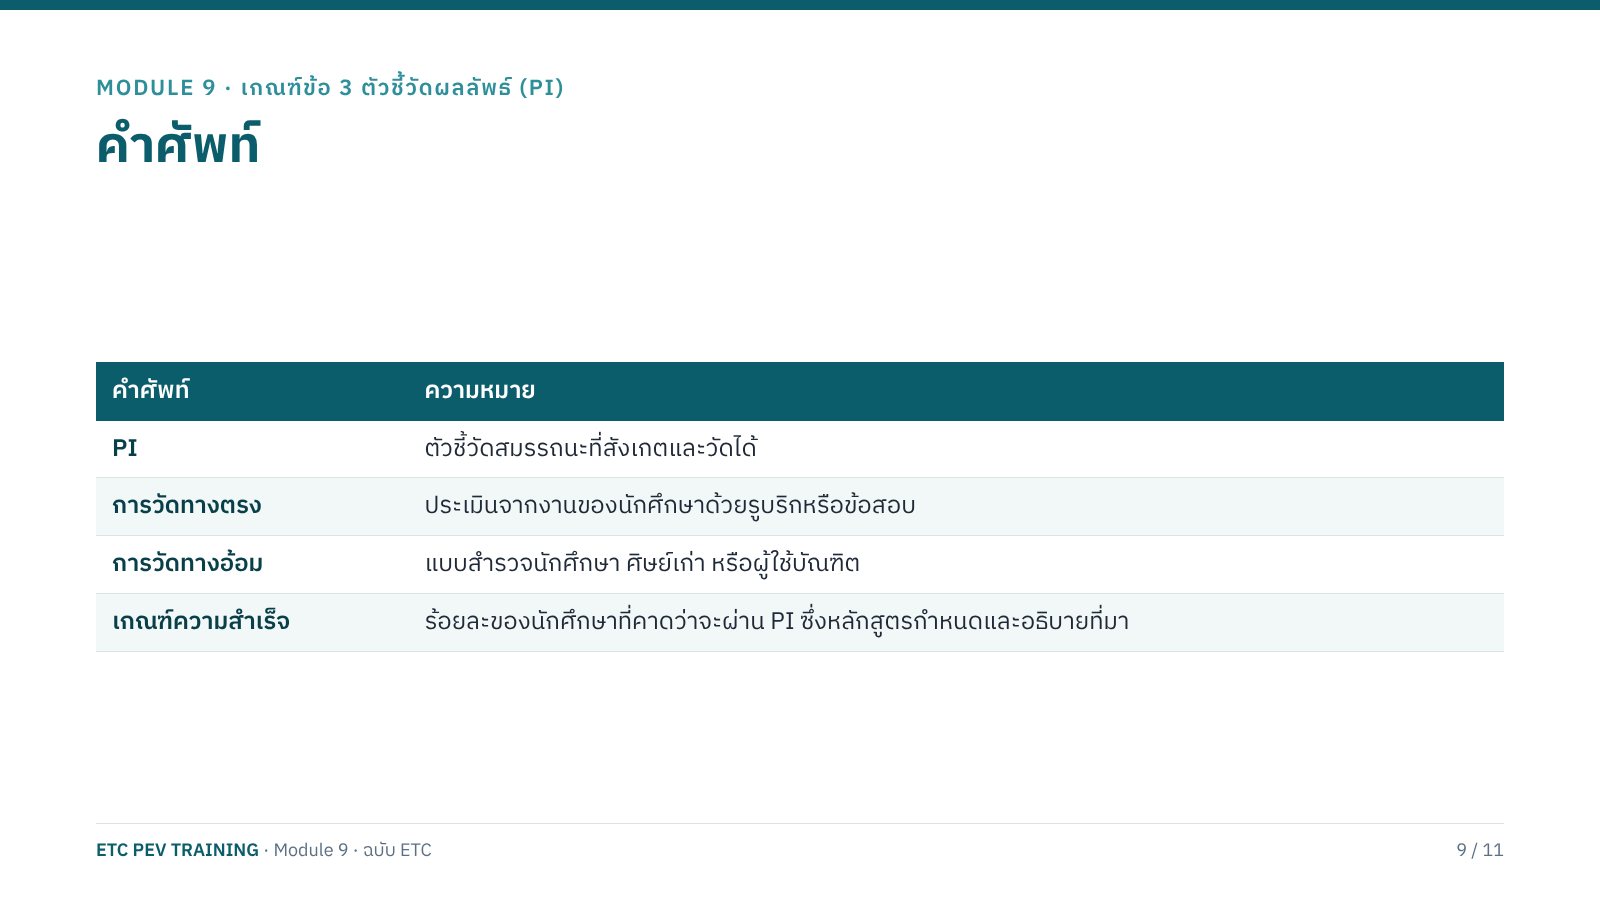 MODULE 9 · เกณฑ์ข้อ 3 ตัวชี้วัดผลลัพธ์ (PI)
คำศัพท์
คำศัพท์ ความหมาย
PI ตัวชี้วัดสมรรถนะที่สังเกตและวัดได้
การวัดทางตรง ประเมินจากงานของนักศึกษาด้วยรูบริกหรือข้อสอบ
การวัดทางอ้อม แบบสำรวจนักศึกษา ศิษย์เก่า หรือผู้ใช้บัณฑิต
เกณฑ์ความสำเร็จ ร้อยละของนักศึกษาที่คาดว่าจะผ่าน PI ซึ่งหลักสูตรกำหนดและอธิบายที่มา
ETC PEV TRAINING · Module 9 · ฉบับ ETC 9 / 11